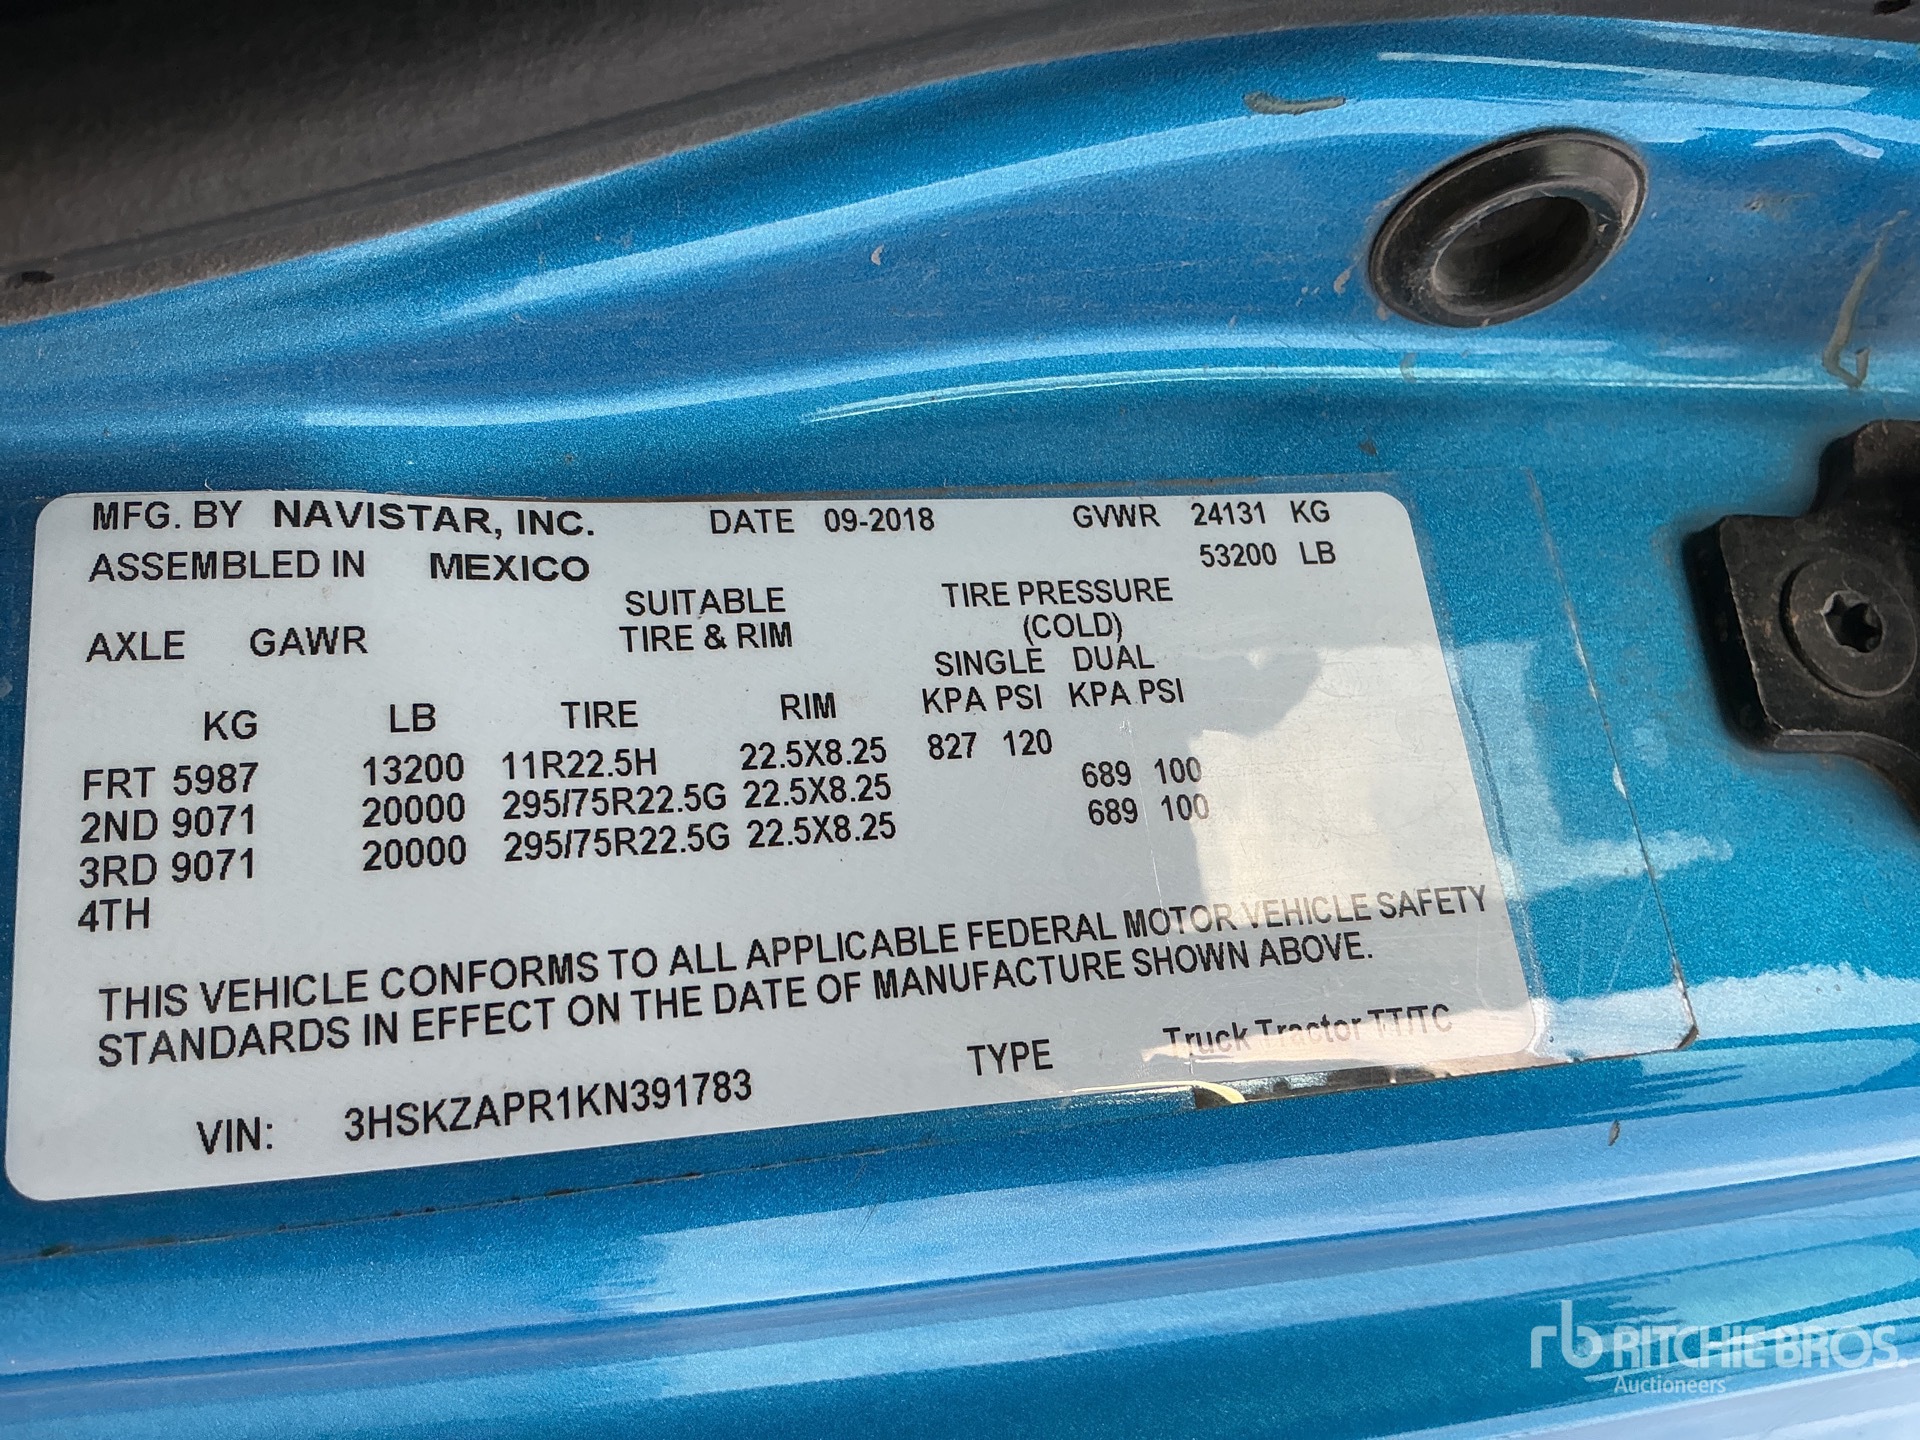 MFG. BY NAVISTAR, INC. DATE 09-2018 GVWR 24131 KG
ASSEMBLED IN MEXICO 53200 LB
SUITABLE TIRE PRESSURE
AXLE GAWR TIRE & RIM (COLD)
SINGLE DUAL
KG LB TIRE RIM KPA PSI KPA PSI
FRT 5987 13200 11R22.5H 22.5X8.25 827 120
2ND 9071 20000 295/75R22.5G 22.5X8.25 689 100
3RD 9071 20000 295/75R22.5G 22.5X8.25 689 100
4TH
THIS VEHICLE CONFORMS TO ALL APPLICABLE FEDERAL MOTOR VEHICLE SAFETY
STANDARDS IN EFFECT ON THE DATE OF MANUFACTURE SHOWN ABOVE.
VIN: 3HSKZAPR1KN391783 TYPE Truck Tractor TT/TC
rb RITCHIE BROS.
Auctioneers